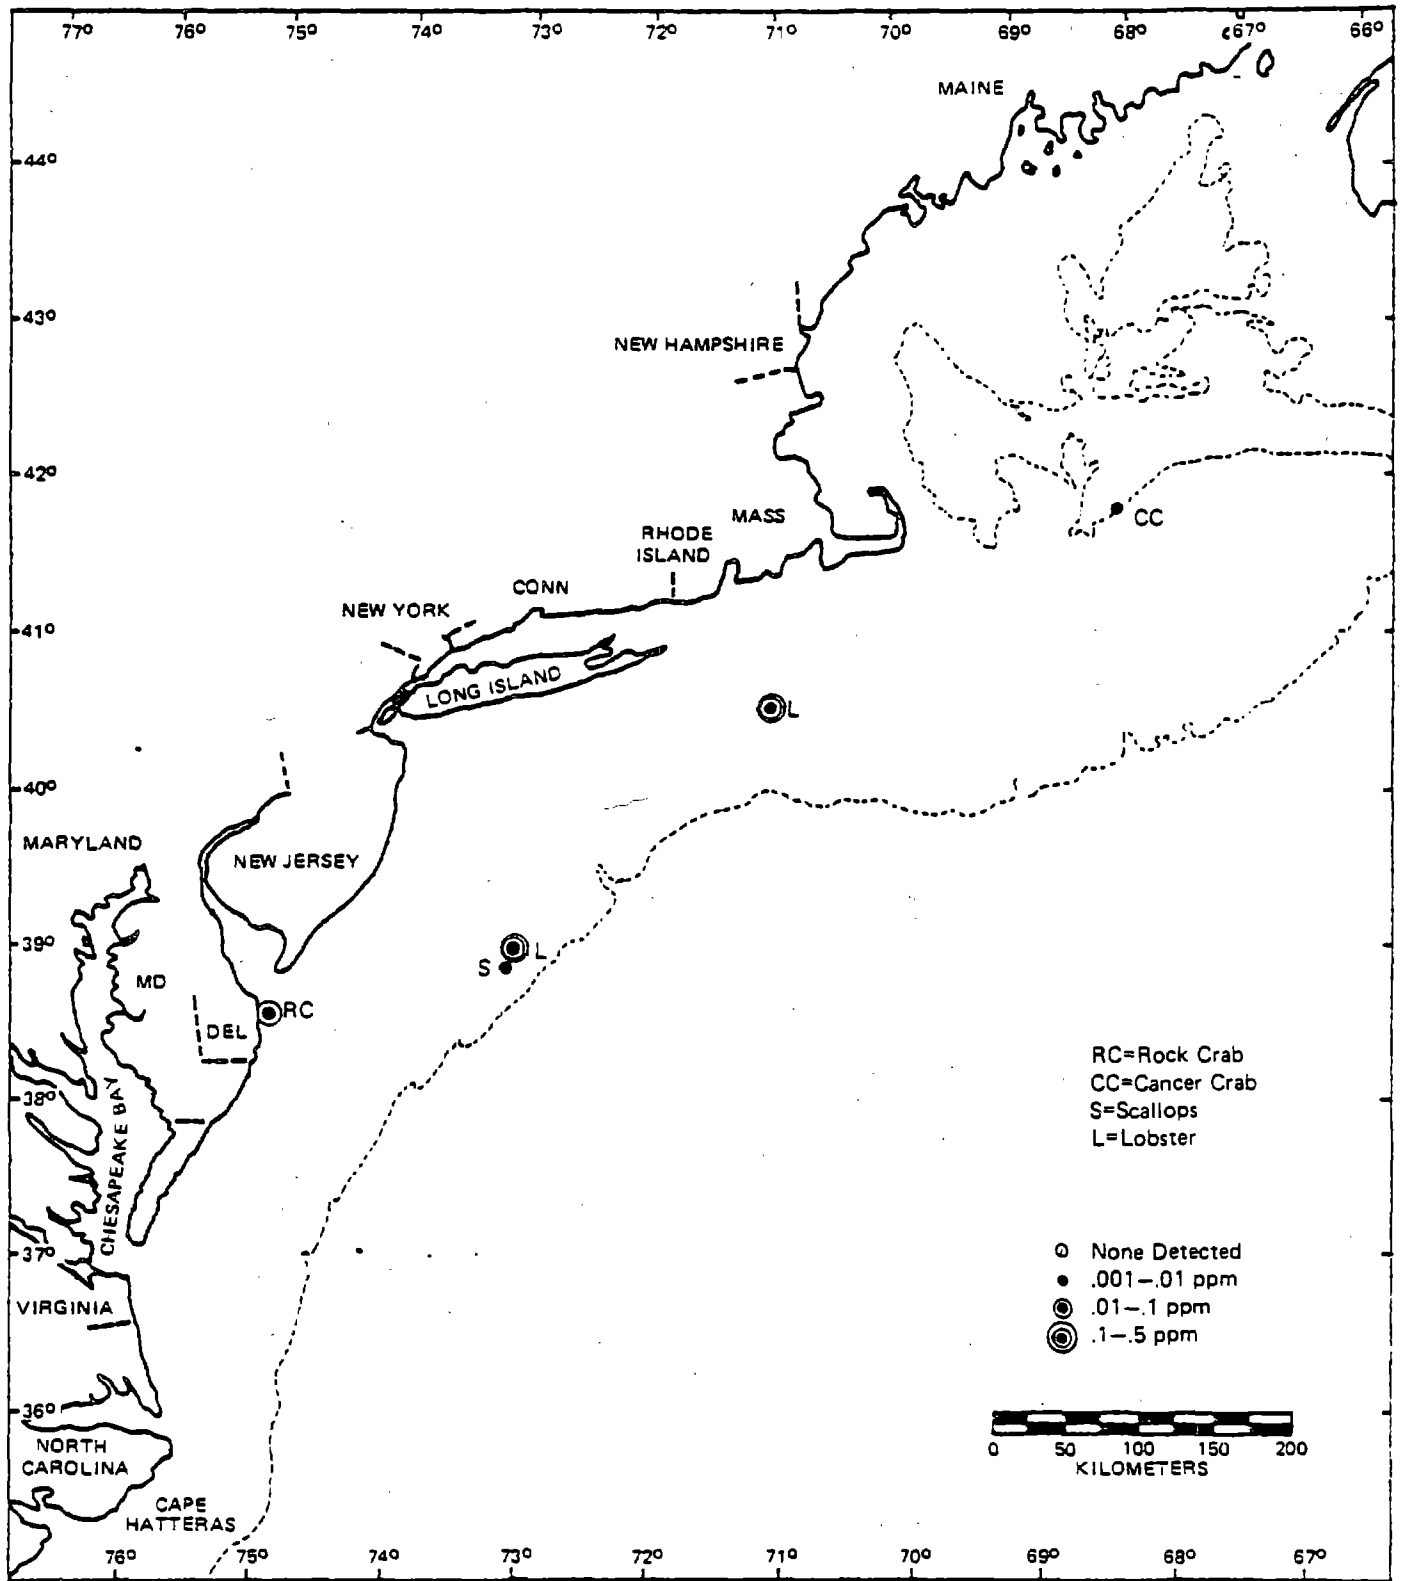 77° 76° 75° 74° 73° 72° 71° 70° 69° 68° 67° 66°
MAINE
44°
43°
NEW HAMPSHIRE
42°
MASS
CC
RHODE
ISLAND
CONN
NEW YORK
41°
LONG ISLAND
L
40°
MARYLAND
NEW JERSEY
39°
L
S
MD
RC
DEL
38°
CHESAPEAKE BAY
RC=Rock Crab
CC=Cancer Crab
S=Scallops
L=Lobster
37°
None Detected
.001–.01 ppm
.01–.1 ppm
.1–.5 ppm
VIRGINIA
36°
NORTH
CAROLINA
0 50 100 150 200
KILOMETERS
CAPE
HATTERAS
76° 75° 74° 73° 72° 71° 70° 69° 68° 67°